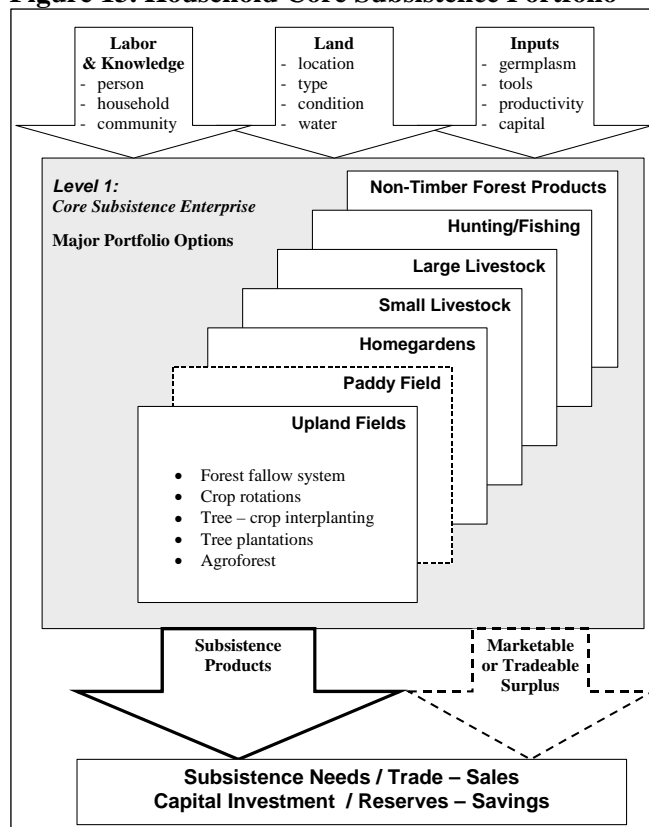 Figure 13. Household Core Subsistence Portfolio
Labor
& Knowledge
- person
- household
- community
Land
- location
- type
- condition
- water
Inputs
- germplasm
- tools
- productivity
- capital
Level 1:
Core Subsistence Enterprise
Major Portfolio Options
Non-Timber Forest Products
Hunting/Fishing
Large Livestock
Small Livestock
Homegardens
Paddy Field
Upland Fields
• Forest fallow system
• Crop rotations
• Tree – crop interplanting
• Tree plantations
• Agroforest
Subsistence
Products
Marketable
or Tradeable
Surplus
Subsistence Needs / Trade – Sales
Capital Investment / Reserves – Savings